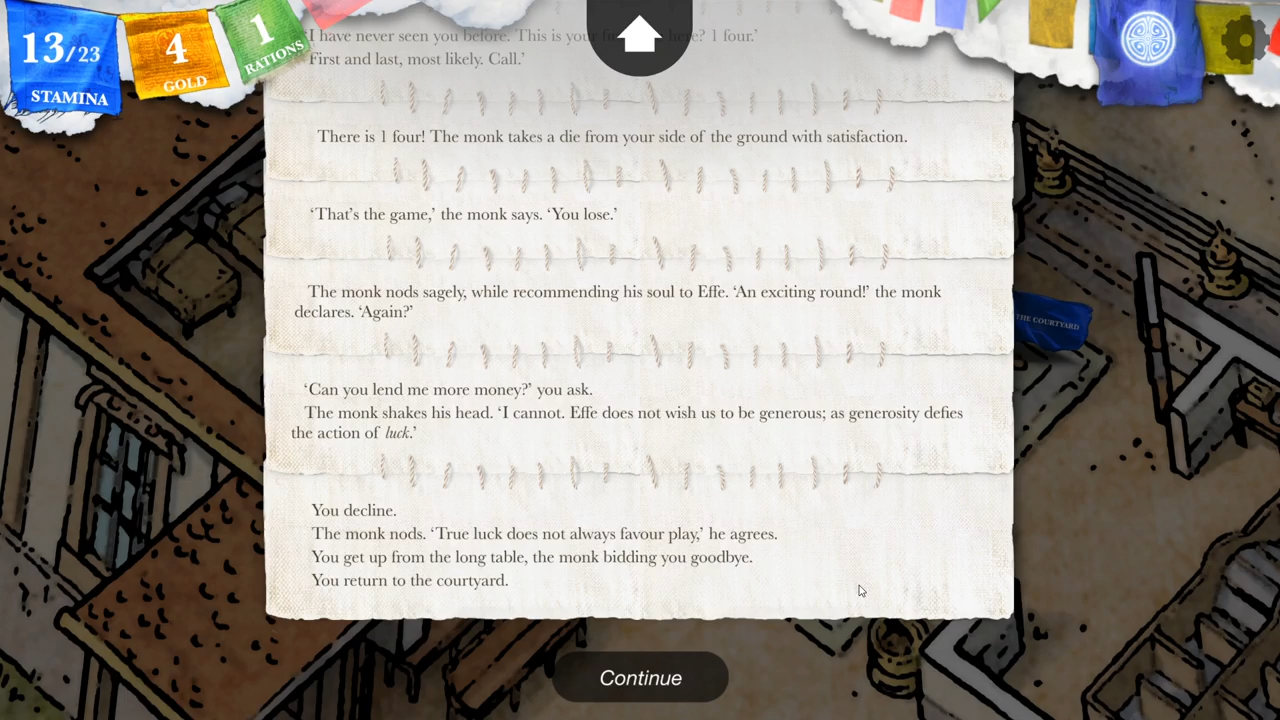 13/23
STAMINA
4
GOLD
1
RATIONS
'I have never seen you before. This is your here? 1 four.'
First and last, most likely. Call.'
There is 1 four! The monk takes a die from your side of the ground with satisfaction.
'That's the game,' the monk says. 'You lose.'
The monk nods sagely, while recommending his soul to Effe. 'An exciting round!' the monk
declares. 'Again?'
'Can you lend me more money?' you ask.
The monk shakes his head. 'I cannot. Effe does not wish us to be generous; as generosity defies
the action of luck.'
You decline.
The monk nods. 'True luck does not always favour play,' he agrees.
You get up from the long table, the monk bidding you goodbye.
You return to the courtyard.
THE COURTYARD
Continue